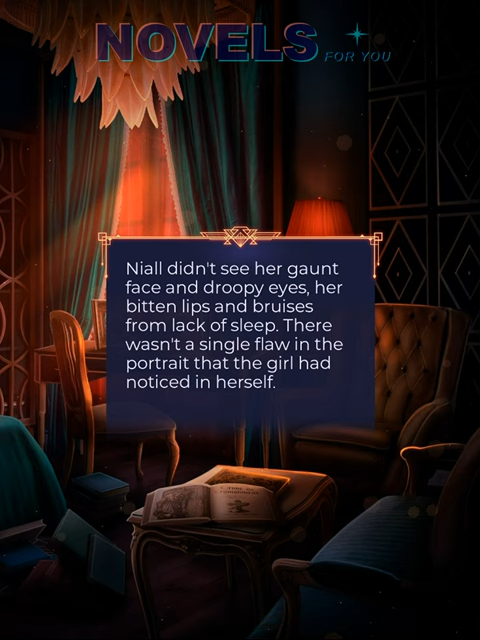 NOVELS
FOR YOU
Niall didn't see her gaunt
face and droopy eyes, her
bitten lips and bruises
from lack of sleep. There
wasn't a single flaw in the
portrait that the girl had
noticed in herself.